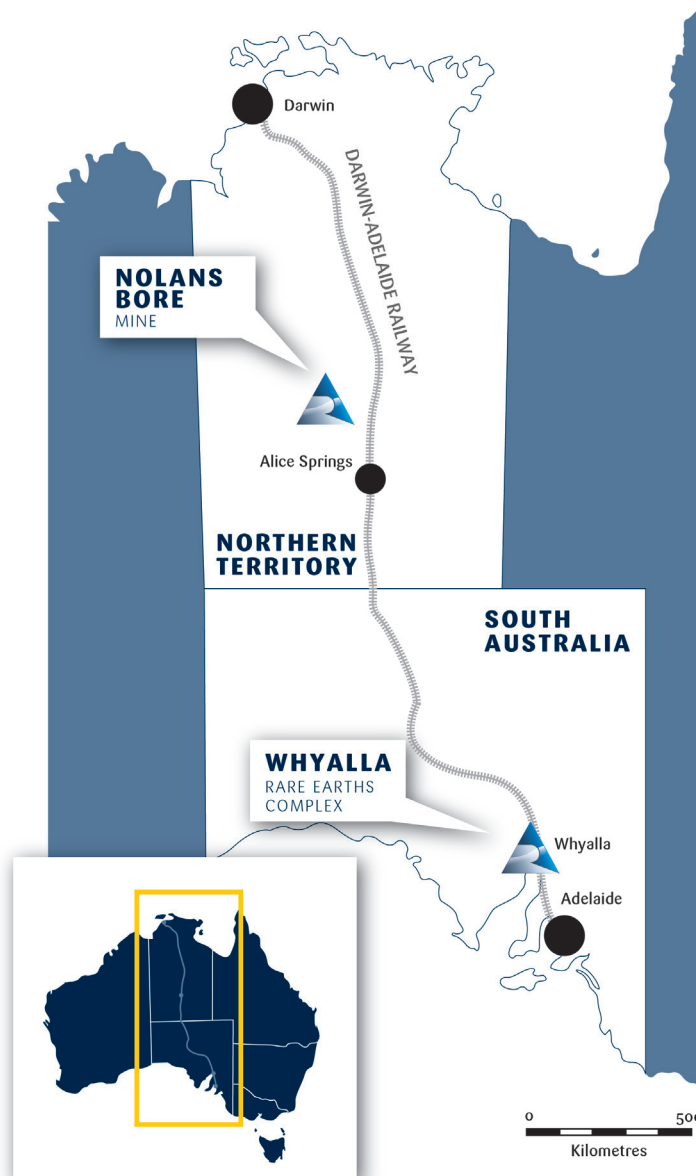 Darwin
DARWIN-ADELAIDE RAILWAY
NOLANS
BORE
MINE
Alice Springs
NORTHERN
TERRITORY
SOUTH
AUSTRALIA
WHYALLA
RARE EARTHS
COMPLEX
Whyalla
Adelaide
0
Kilometres